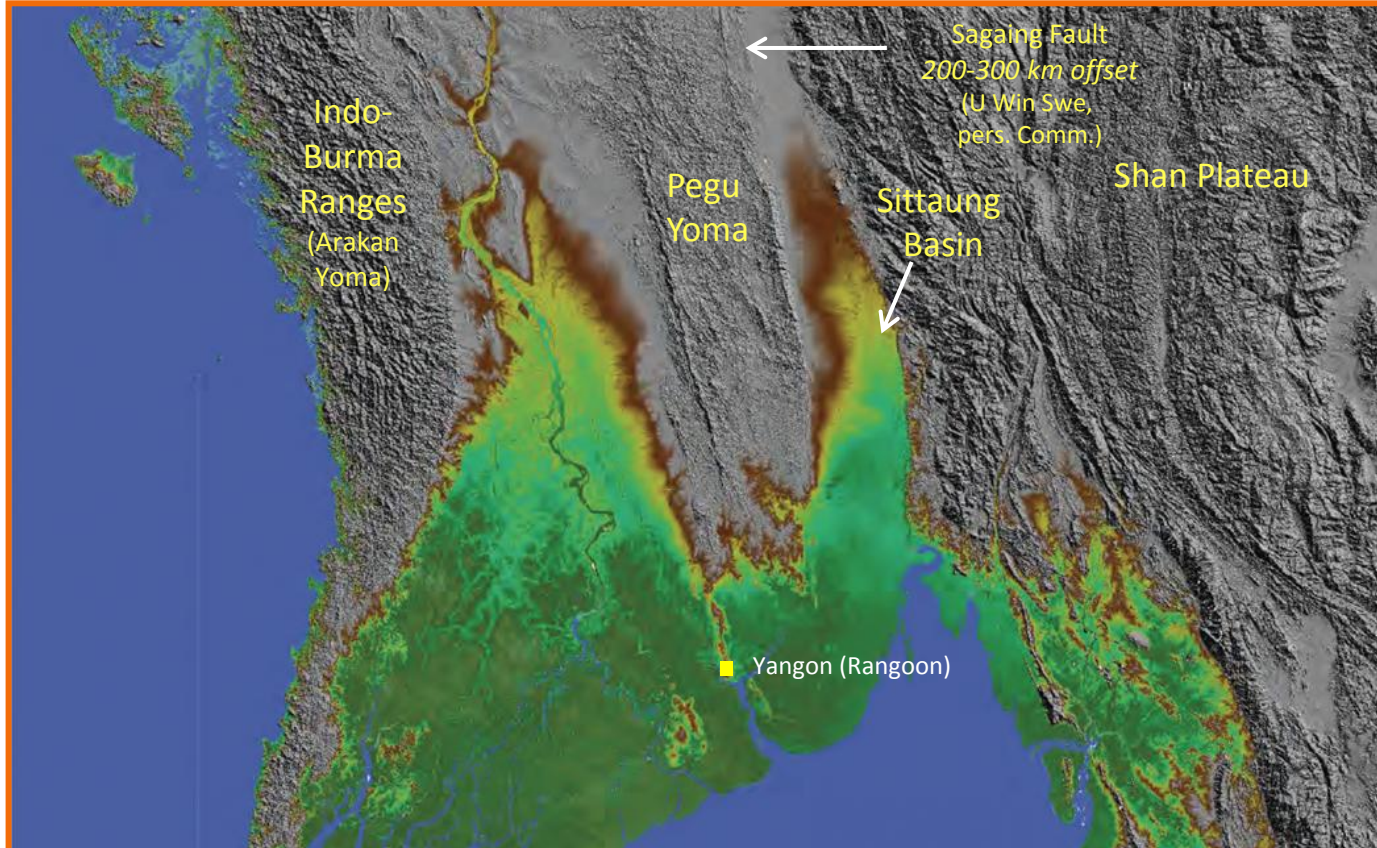 Sagaing Fault
200-300 km offset
(U Win Swe,
pers. Comm.)
Indo-
Burma
Ranges
(Arakan
Yoma)
Pegu
Yoma
Sittaung
Basin
Shan Plateau
Yangon (Rangoon)